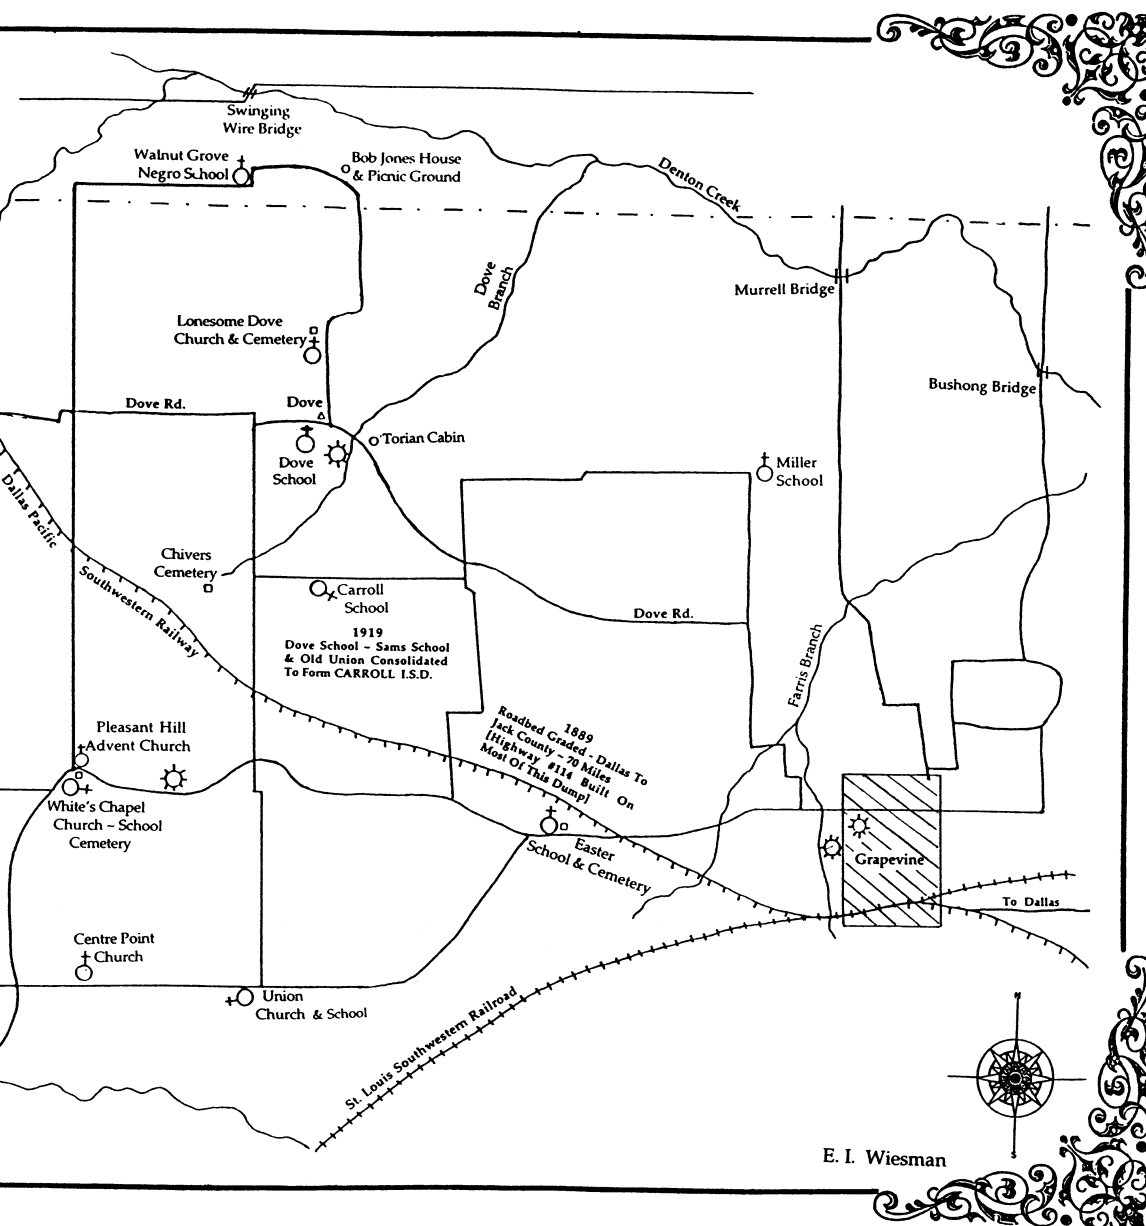 Swinging
Wire Bridge
Walnut Grove
Negro School
Bob Jones House
& Picnic Ground
Denton Creek
Dove
Branch
Murrell Bridge
Lonesome Dove
Church & Cemetery
Bushong Bridge
Dove Rd.
Dove
Torian Cabin
Dove
School
Miller
School
Dallas Pacific
Southwestern Railway
Chivers
Cemetery
Carroll
School
1919
Dove School ~ Sams School
& Old Union Consolidated
To Form CARROLL I.S.D.
Dove Rd.
Farris Branch
Pleasant Hill
Advent Church
1889
Roadbed Graded - Dallas To
Jack County ~ 70 Miles
[Highway #114 Built On
Most Of This Dump]
White's Chapel
Church ~ School
Cemetery
Easter
School & Cemetery
Grapevine
To Dallas
Centre Point
Church
Union
Church & School
St. Louis Southwestern Railroad
N
S
E. I. Wiesman